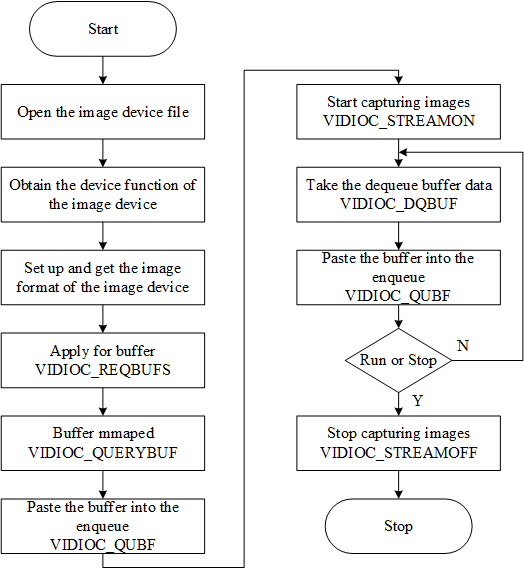 Start
Open the image device file
Obtain the device function of
the image device
Set up and get the image
format of the image device
Apply for buffer
VIDIOC_REQBUFS
Buffer mmaped
VIDIOC_QUERYBUF
Paste the buffer into the
enqueue
VIDIOC_QUBF
Start capturing images
VIDIOC_STREAMON
Take the dequeue buffer data
VIDIOC_DQBUF
Paste the buffer into the
enqueue
VIDIOC_QUBF
Run or Stop
N
Y
Stop capturing images
VIDIOC_STREAMOFF
Stop